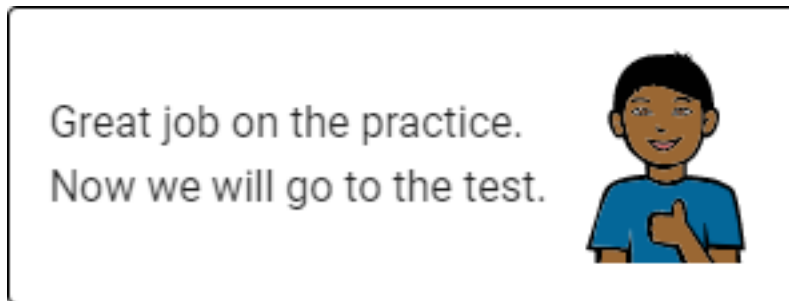 Great job on the practice.
Now we will go to the test.